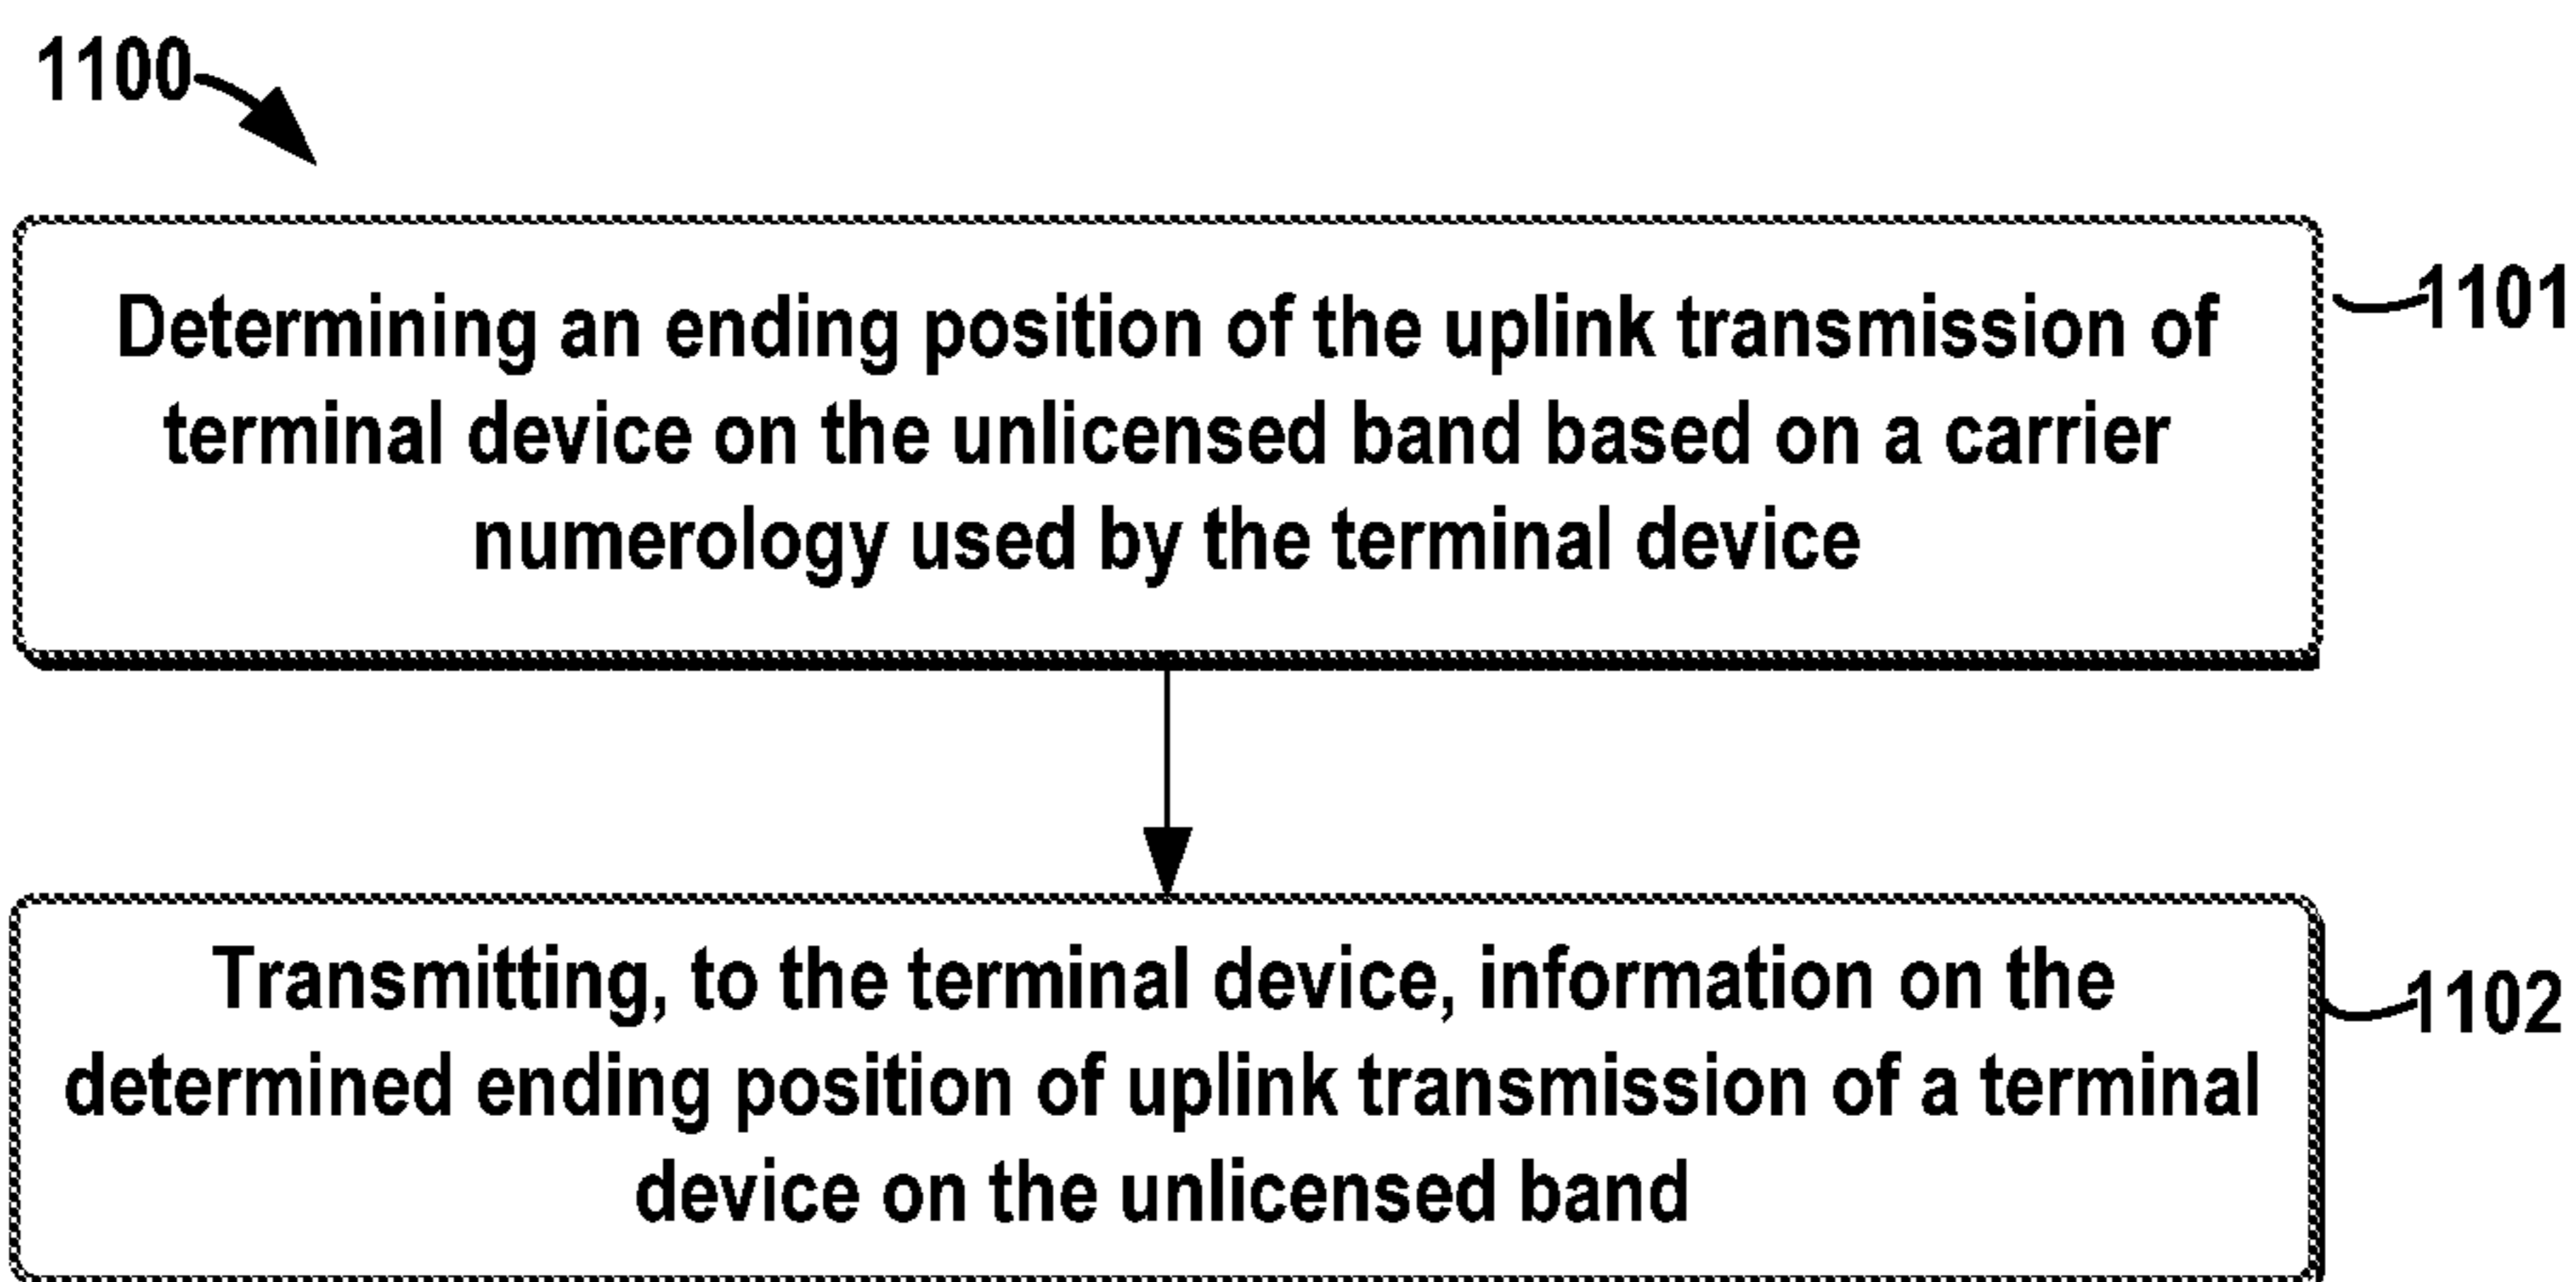 1100
Determining an ending position of the uplink transmission of
1101
terminal device on the unlicensed band based on a carrier
numerology used by the terminal device
Transmitting, to the terminal device, information on the
1102
determined ending position of uplink transmission of a terminal
device on the unlicensed band